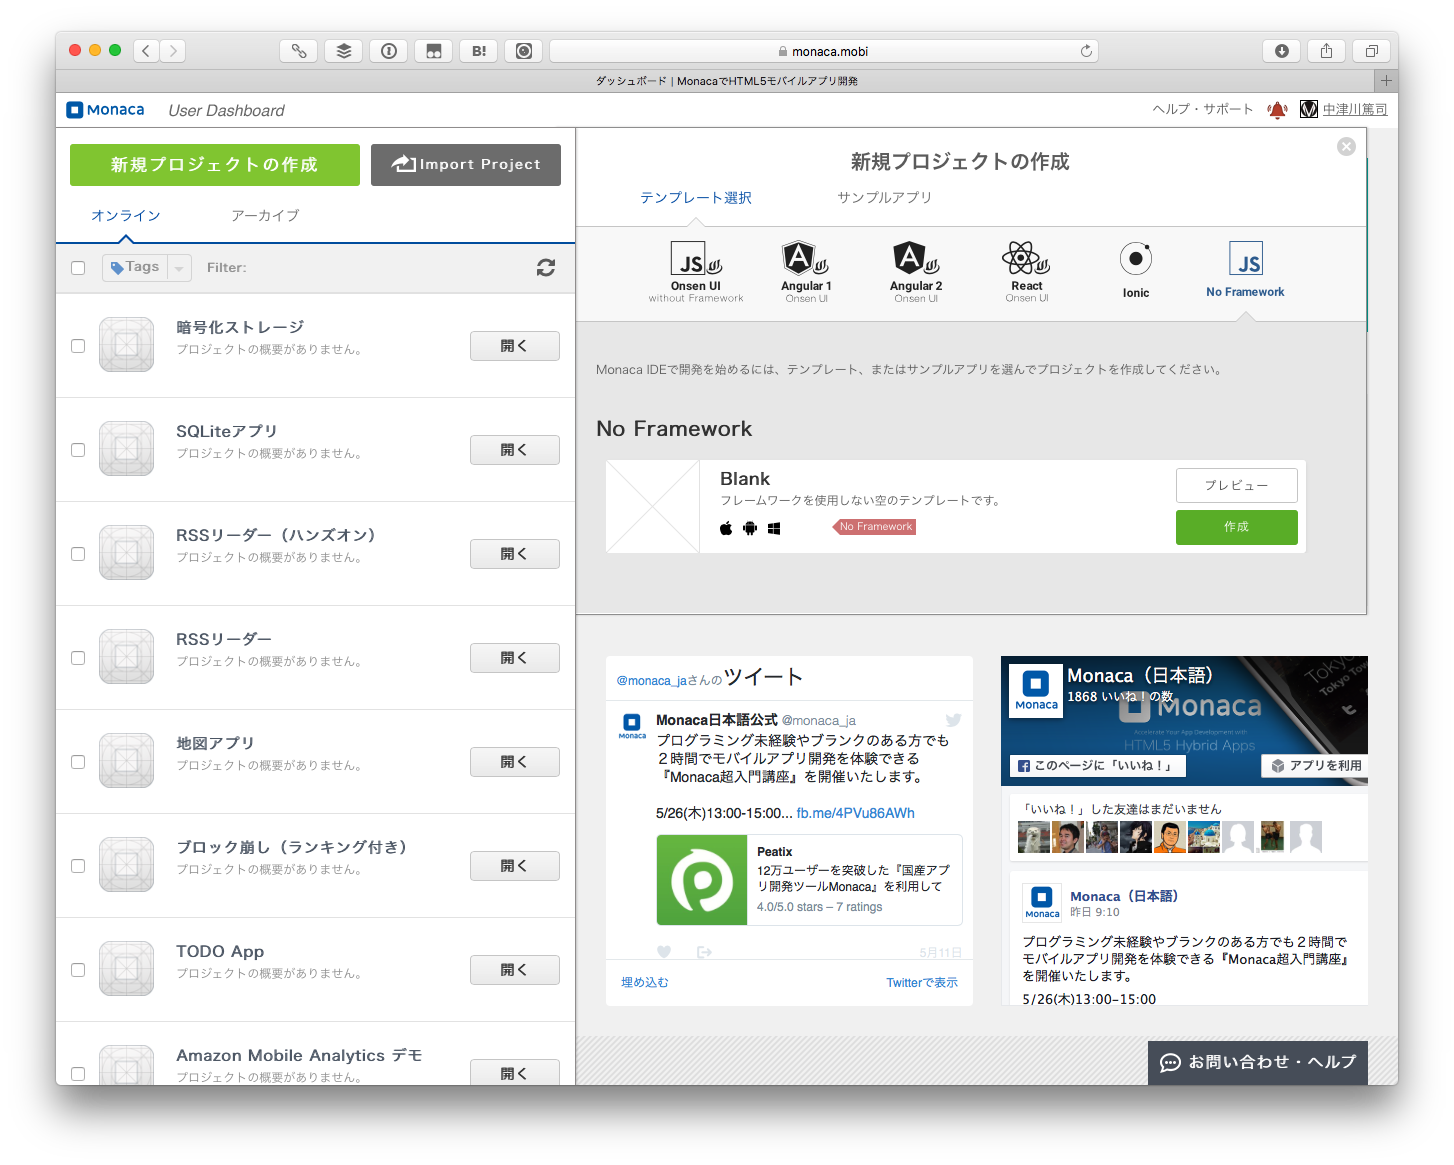 B!
monaca.mobi
ダッシュボード | MonacaでHTML5モバイルアプリ開発
Monaca
User Dashboard
ヘルプ・サポート
中津川篤司
新規プロジェクトの作成
Import Project
オンライン
アーカイブ
Tags
Filter:
暗号化ストレージ
プロジェクトの概要がありません。
開く
SQLiteアプリ
プロジェクトの概要がありません。
開く
RSSリーダー（ハンズオン）
プロジェクトの概要がありません。
開く
RSSリーダー
プロジェクトの概要がありません。
開く
地図アプリ
プロジェクトの概要がありません。
開く
ブロック崩し（ランキング付き）
プロジェクトの概要がありません。
開く
TODO App
プロジェクトの概要がありません。
開く
Amazon Mobile Analytics デモ
プロジェクトの概要がありません。
開く
新規プロジェクトの作成
テンプレート選択
サンプルアプリ
JS
Onsen UI
without Framework
Angular 1
Onsen UI
Angular 2
Onsen UI
React
Onsen UI
Ionic
JS
No Framework
Monaca IDEで開発を始めるには、テンプレート、またはサンプルアプリを選んでプロジェクトを作成してください。
No Framework
Blank
フレームワークを使用しない空のテンプレートです。
No Framework
プレビュー
作成
@monaca_jaさんのツイート
Monaca
Monaca日本語公式 @monaca_ja
プログラミング未経験やブランクのある方でも
２時間でモバイルアプリ開発を体験できる
『Monaca超入門講座』を開催いたします。
5/26(木)13:00-15:00... fb.me/4PVu86AWh
Peatix
12万ユーザーを突破した『国産アプ
リ開発ツールMonaca』を利用して
4.0/5.0 stars – 7 ratings
5月11日
埋め込む
Twitterで表示
Monaca
Monaca（日本語）
1868 いいね！の数
Tokyo
Tokyo Tow
Monaca
Accelerate Your App Development with
HTML5 Hybrid Apps
このページに「いいね！」
アプリを利用
「いいね！」した友達はまだいません
Monaca
Monaca（日本語）
昨日 9:10
プログラミング未経験やブランクのある方でも２時間で
モバイルアプリ開発を体験できる『Monaca超入門講座』
を開催いたします。
5/26(木)13:00-15:00
お問い合わせ・ヘルプ